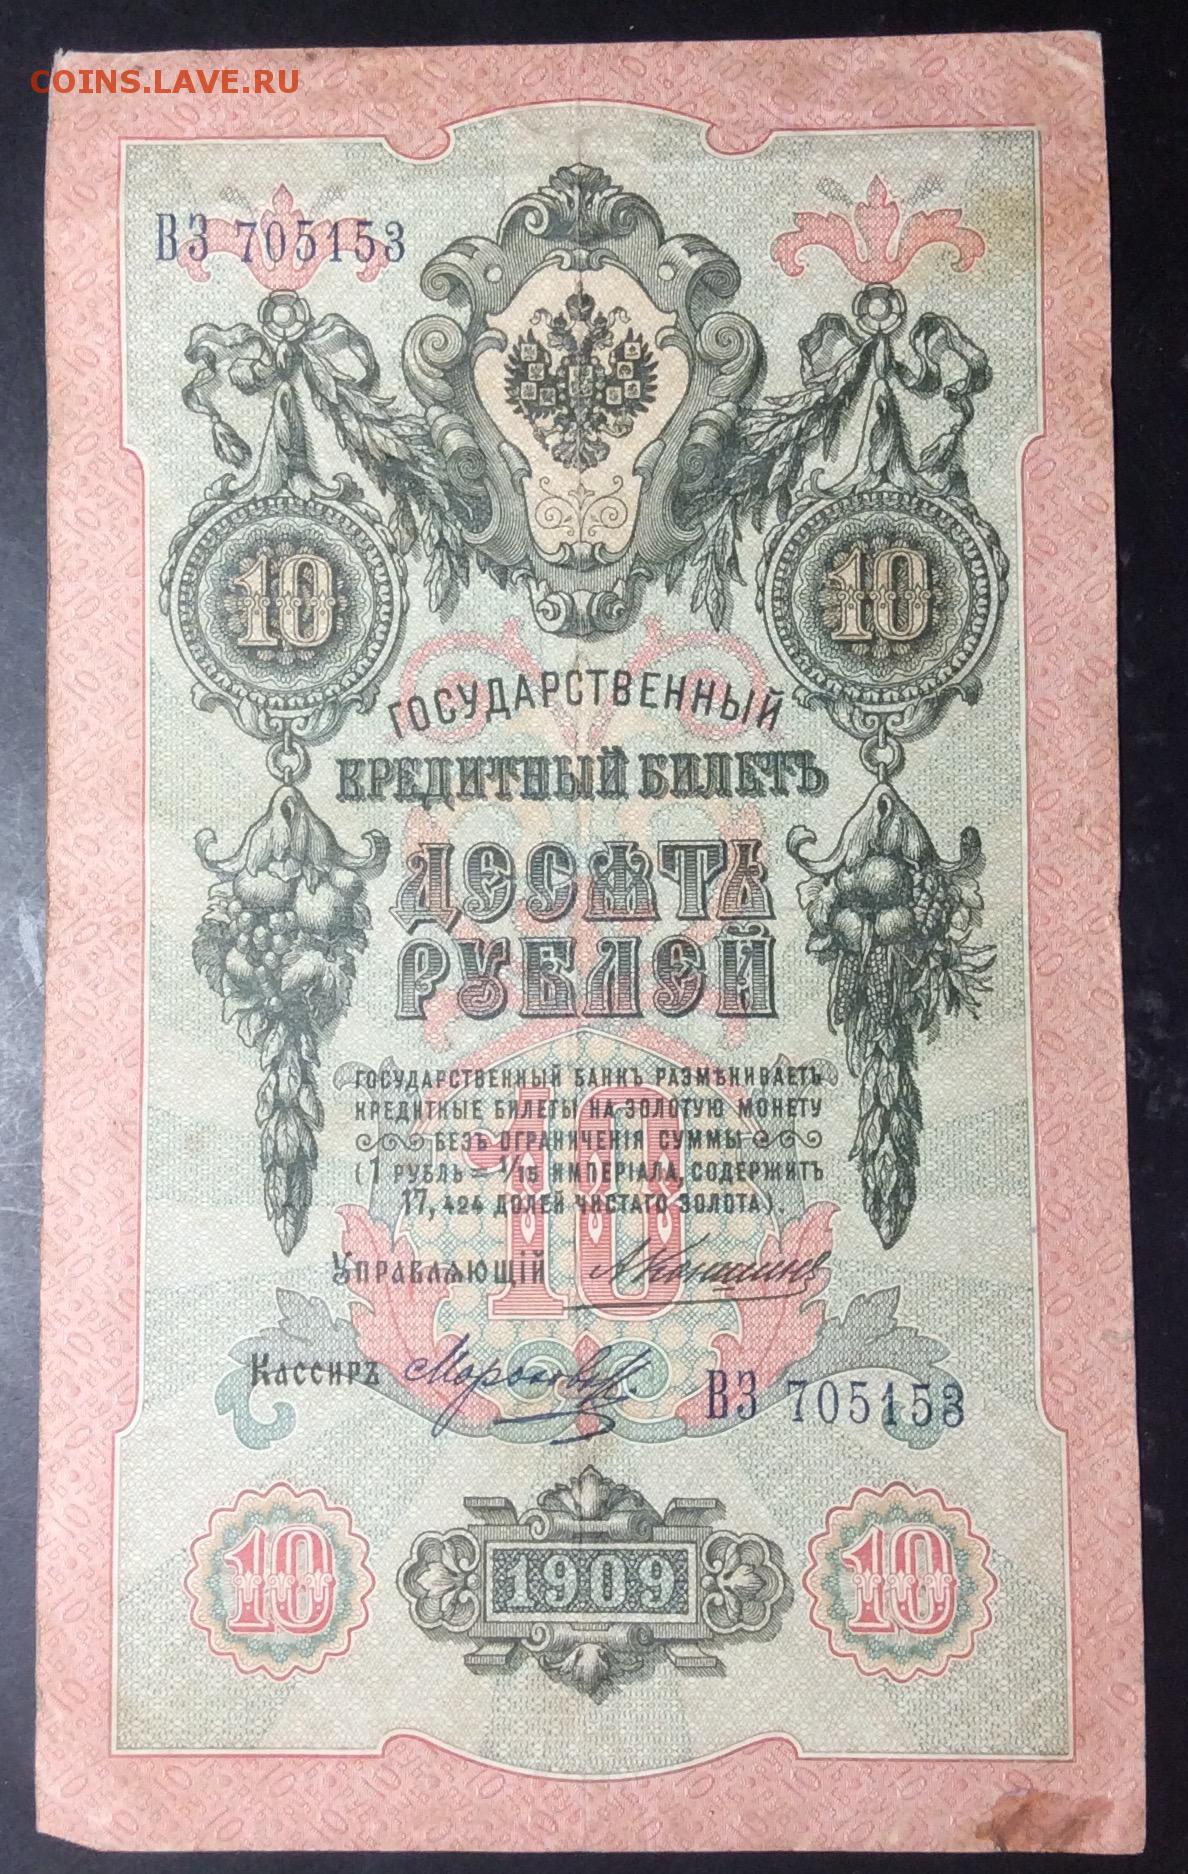 COINS.LAVE.RU
ВЗ 705153
10 10
ГОСУДАРСТВЕННЫЙ
КРЕДИТНЫЙ БИЛЕТЪ
ДЕСѦТЬ
РУБЛЕЙ
10
ГОСУДАРСТВЕННЫЙ БАНКЪ РАЗМѢНИВАЕТЪ
КРЕДИТНЫЕ БИЛЕТЫ НА ЗОЛОТУЮ МОНЕТУ
БЕЗЪ ОГРАНИЧЕНІЯ СУММЫ
(1 РУБЛЬ = 1/15 ИМПЕРІАЛА, СОДЕРЖИТЪ
17,424 ДОЛЕЙ ЧИСТАГО ЗОЛОТА).
УПРАВЛѦЮЩІЙ
КАССИРЪ
ВЗ 705153
10 1909 10